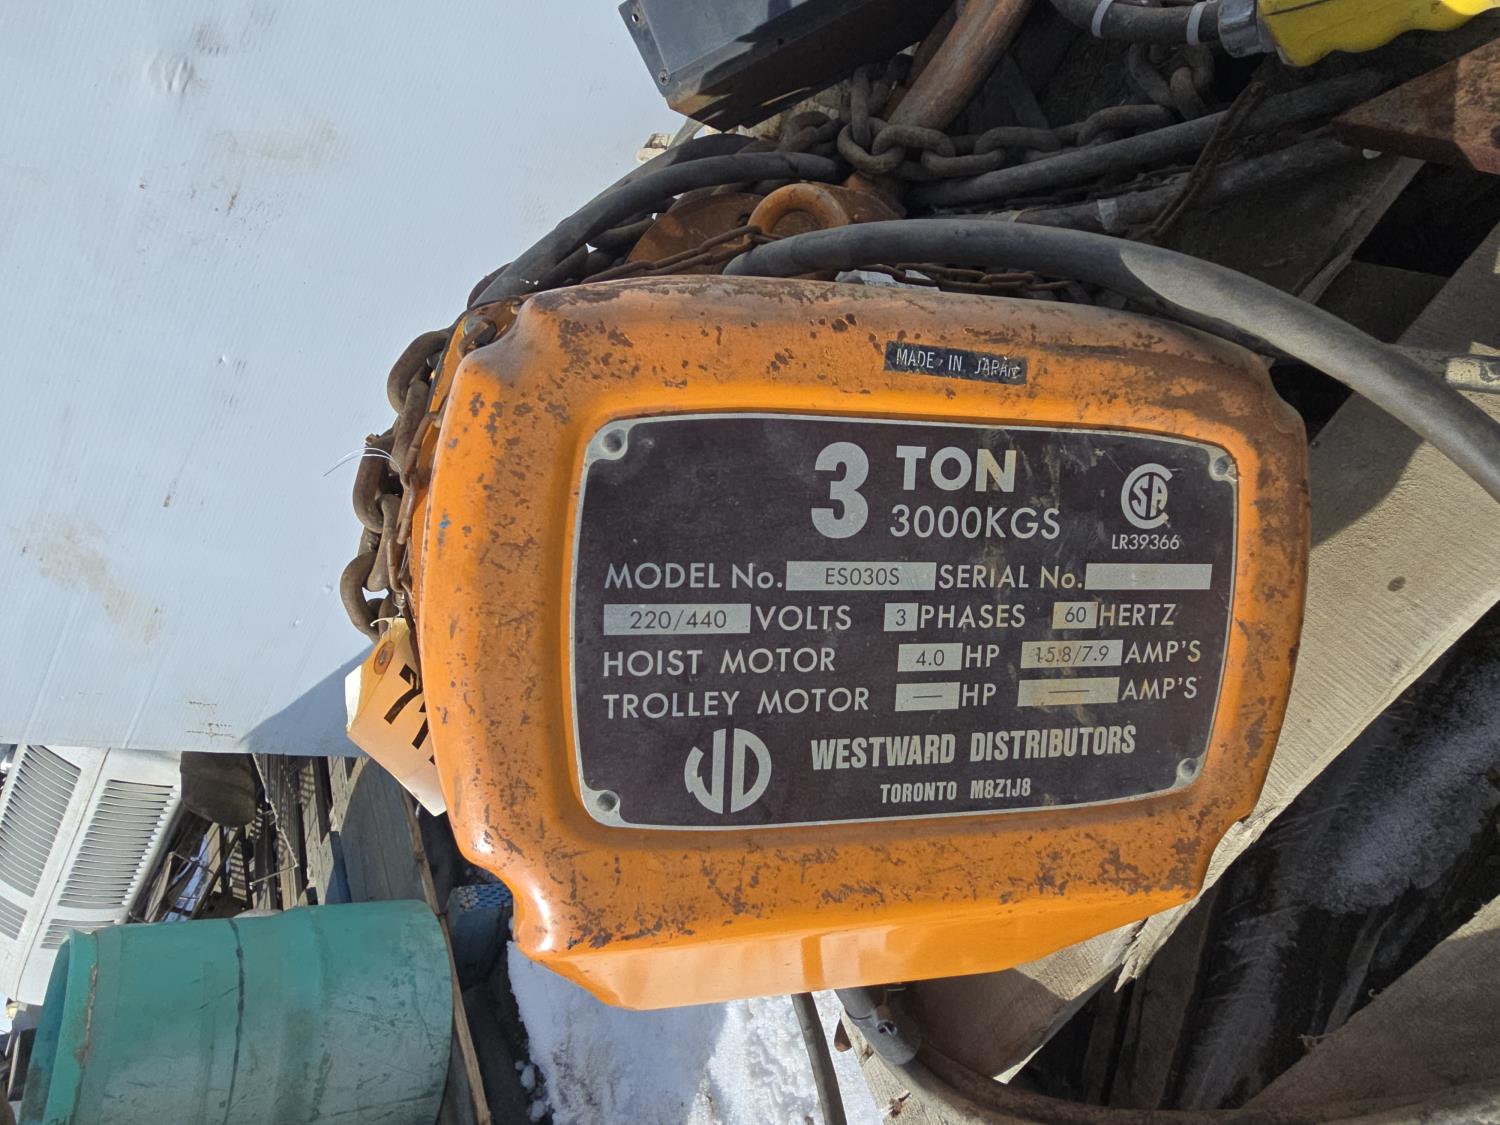 MADE IN JAPAN
3 TON
3000KGS
CSA
LR39366
MODEL No. ES030S SERIAL No.
220/440 VOLTS 3 PHASES 60 HERTZ
HOIST MOTOR 4.0 HP 15.8/7.9 AMP'S
TROLLEY MOTOR — HP — AMP'S
WD WESTWARD DISTRIBUTORS
TORONTO M8Z1J8